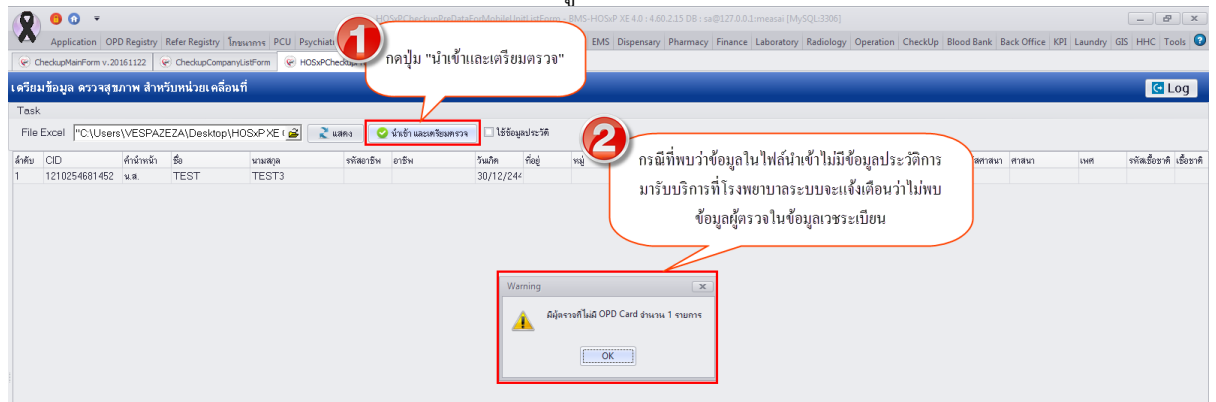 HOSxPCheckupPreDataForMobileUnitListForm - BMS-HOSxP XE 4.0 : 4.60.2.15 DB : sa@127.0.0.1:measai [MySQL:3306]
Application OPD Registry Refer Registry โภชนาการ PCU EMS Dispensary Pharmacy Finance Laboratory Radiology Operation CheckUp Blood Bank Back Office KPI Laundry GIS HHC Tools
CheckupMainForm v.20161122 CheckupCompanyListForm
1
กดปุ่ม "นำเข้าและเตรียมตรวจ"
เตรียมข้อมูล ตรวจสุขภาพ สำหรับหน่วยเคลื่อนที่ Log
Task
File Excel "C:\Users\VESPAZEZA\Desktop\HOSxP XE ( แสดง นำเข้า และเตรียมตรวจ ใช้ข้อมูลประวัติ
ลำดับ CID คำนำหน้า ชื่อ นามสกุล รหัสอาชีพ อาชีพ วันเกิด ที่อยู่ หมู่ ศาสนา เพศ รหัสเชื้อชาติ เชื้อชาติ
1 1210254681452 น.ส. TEST TEST3 30/12/244
2
กรณีที่พบว่าข้อมูลในไฟล์นำเข้าไม่มีข้อมูลประวัติการ
มารับบริการที่โรงพยาบาลระบบจะแจ้งเตือนว่าไม่พบ
ข้อมูลผู้ตรวจในข้อมูลเวชระเบียน
Warning
มีผู้ตรวจที่ไม่มี OPD Card จำนวน 1 รายการ
OK